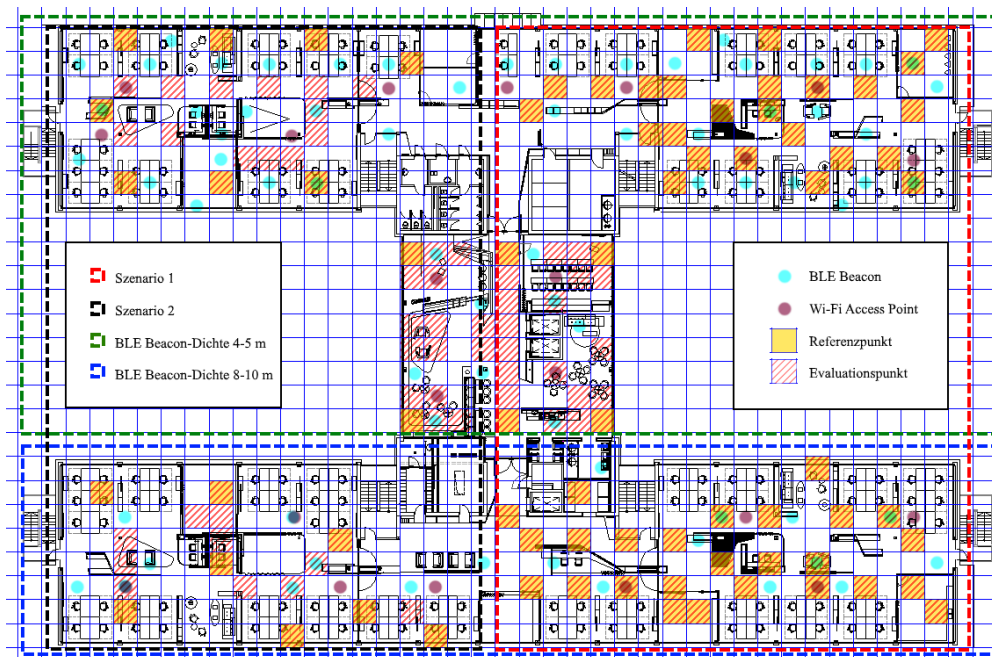 Szenario 1
Szenario 2
BLE Beacon-Dichte 4-5 m
BLE Beacon-Dichte 8-10 m
BLE Beacon
Wi-Fi Access Point
Referenzpunkt
Evaluationspunkt